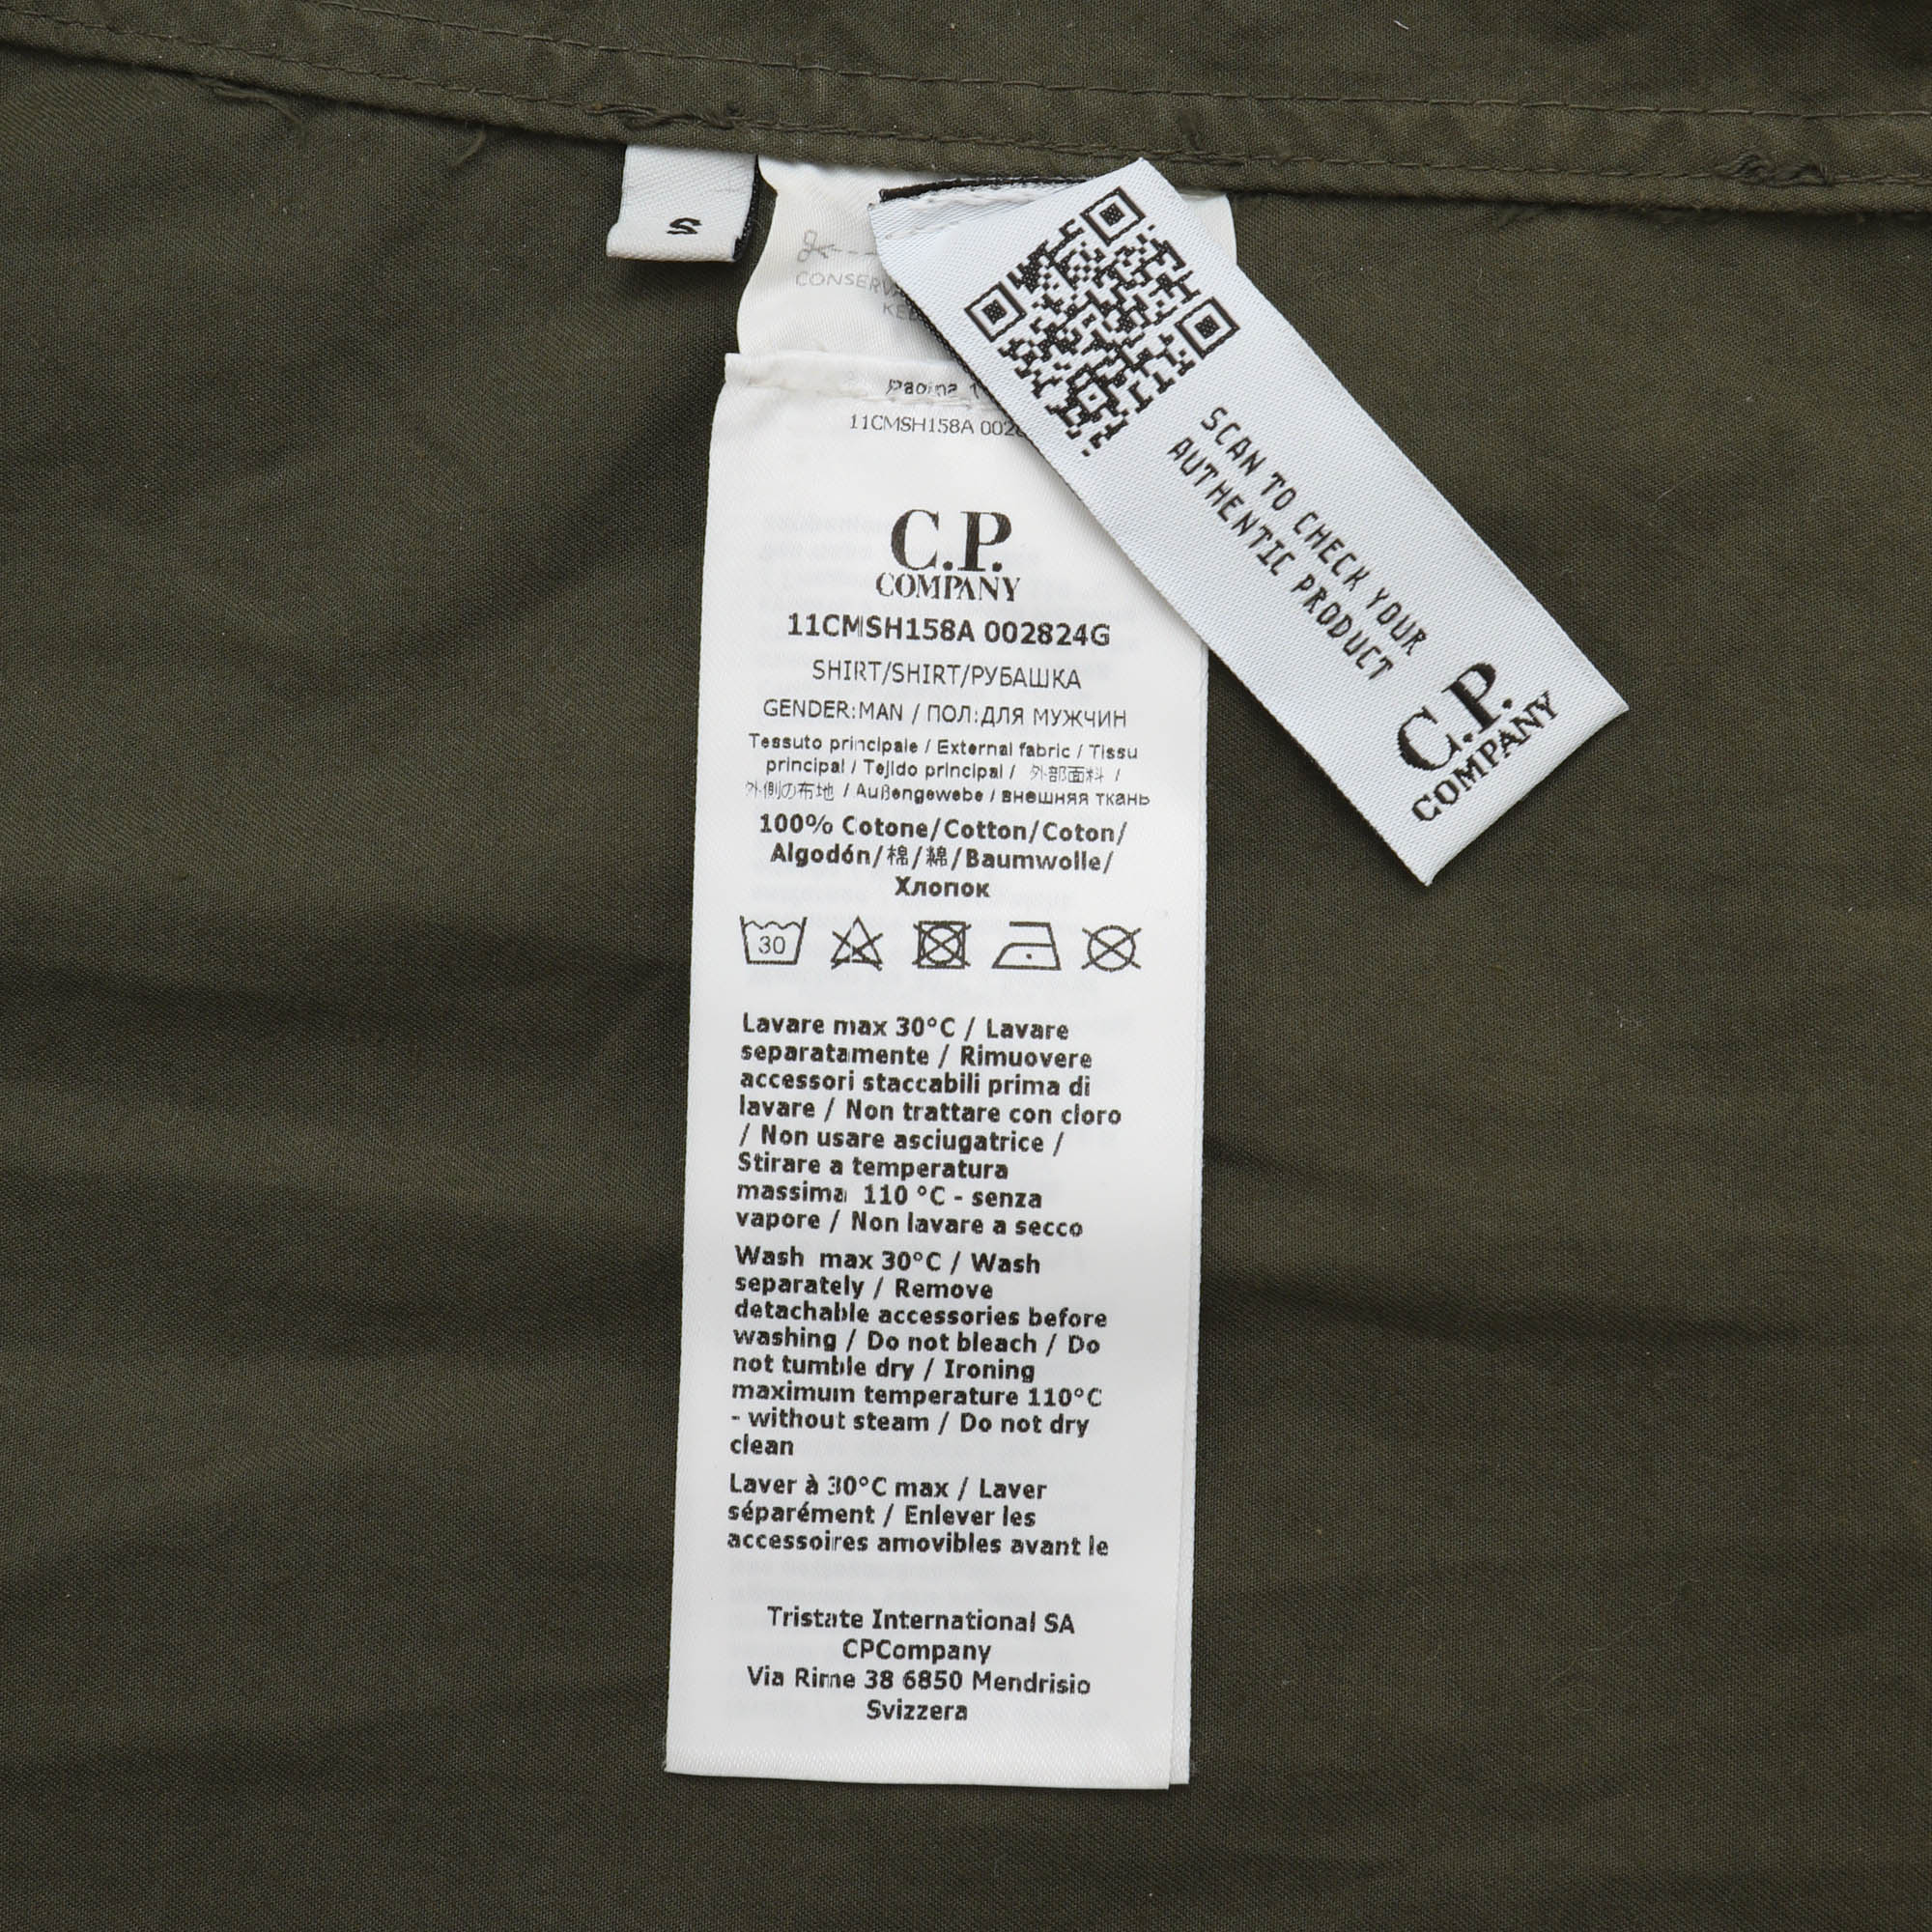 S
CONSERVA
Pagina 1
11CMSH158A 002
C.P.
COMPANY
11CMSH158A 002824G
SHIRT/SHIRT/РУБАШКА
GENDER:MAN / ПОЛ:ДЛЯ МУЖЧИН
Tessuto principale / External fabric / Tissu
principal / Tejido principal / 外部面料 /
外側の布地 / Außengewebe / внешняя ткань
100% Cotone/Cotton/Coton/
Algodón/棉/綿/Baumwolle/
Хлопок
30
Lavare max 30°C / Lavare
separatamente / Rimuovere
accessori staccabili prima di
lavare / Non trattare con cloro
/ Non usare asciugatrice /
Stirare a temperatura
massima 110 °C - senza
vapore / Non lavare a secco
Wash max 30°C / Wash
separately / Remove
detachable accessories before
washing / Do not bleach / Do
not tumble dry / Ironing
maximum temperature 110°C
- without steam / Do not dry
clean
Laver à 30°C max / Laver
séparément / Enlever les
accessoires amovibles avant le
Tristate International SA
CPCompany
Via Rime 38 6850 Mendrisio
Svizzera
SCAN TO CHECK YOUR
AUTHENTIC PRODUCT
C.P.
COMPANY